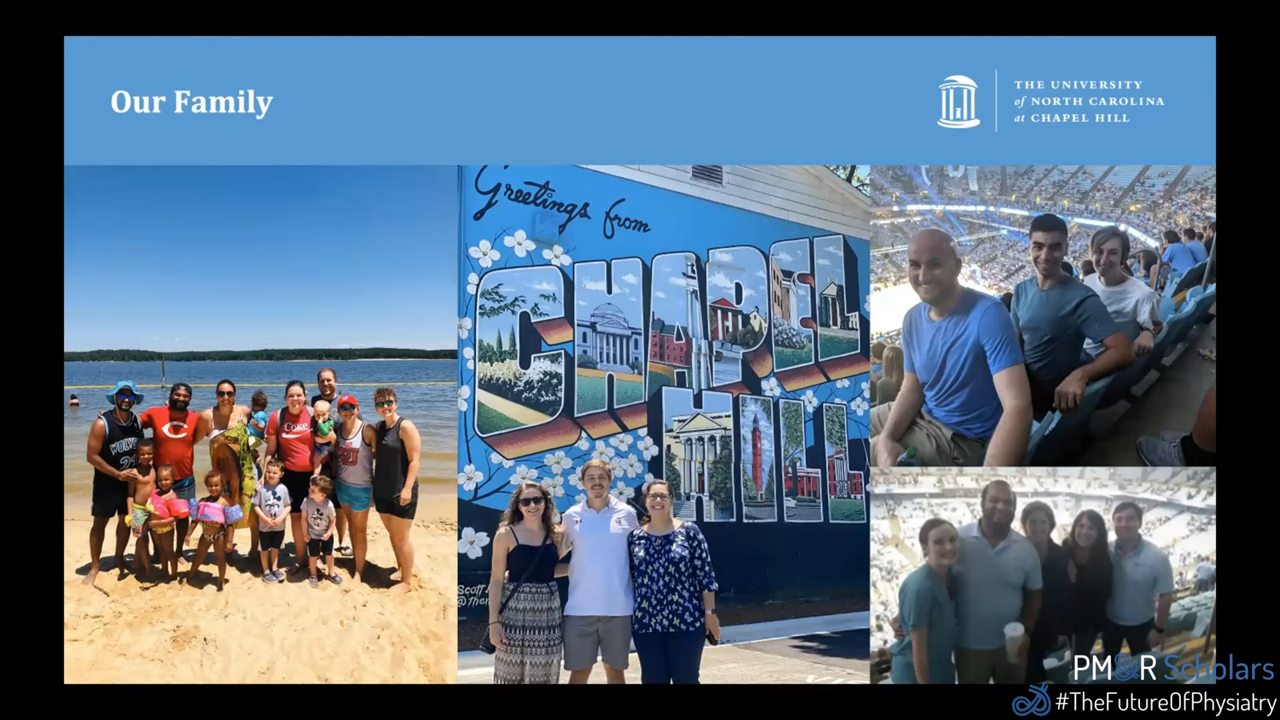 Our Family
THE UNIVERSITY
of NORTH CAROLINA
at CHAPEL HILL
Greetings from
CHAPEL
HILL
Coke
PM&R Scholars
#TheFutureOfPhysiatry